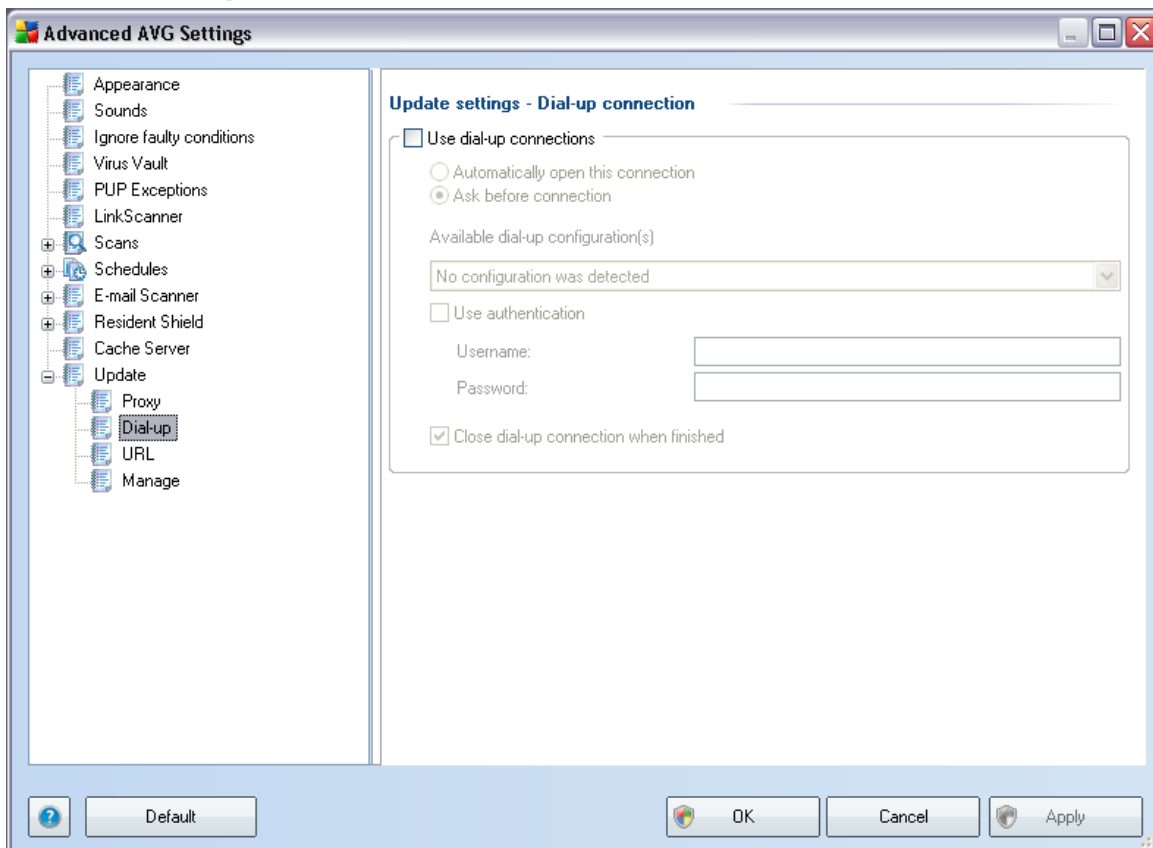 Advanced AVG Settings
Appearance
Sounds
Ignore faulty conditions
Virus Vault
PUP Exceptions
LinkScanner
Scans
Schedules
E-mail Scanner
Resident Shield
Cache Server
Update
Proxy
Dial-up
URL
Manage
Update settings - Dial-up connection
Use dial-up connections
Automatically open this connection
Ask before connection
Available dial-up configuration(s)
No configuration was detected
Use authentication
Username:
Password:
Close dial-up connection when finished
?
Default
OK
Cancel
Apply